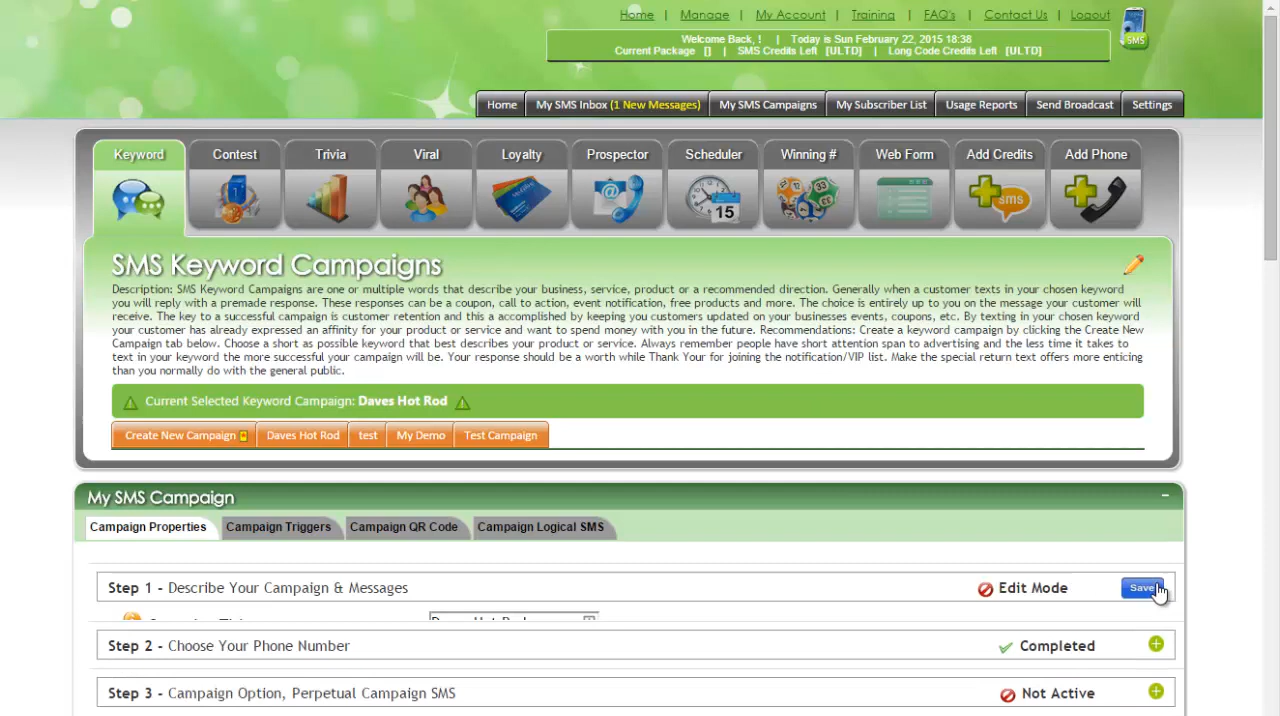 Home | Manage | My Account | Training | FAQ's | Contact Us | Logout
SMS
Welcome Back, ! | Today is Sun February 22, 2015 18:38
Current Package [] | SMS Credits Left [ULTD] | Long Code Credits Left [ULTD]
Home My SMS Inbox (1 New Messages) My SMS Campaigns My Subscriber List Usage Reports Send Broadcast Settings
Keyword Contest Trivia Viral Loyalty Prospector Scheduler Winning # Web Form Add Credits Add Phone
SMS Keyword Campaigns
Description: SMS Keyword Campaigns are one or multiple words that describe your business, service, product or a recommended direction. Generally when a customer texts in your chosen keyword
you will reply with a premade response. These responses can be a coupon, call to action, event notification, free products and more. The choice is entirely up to you on the message your customer will
receive. The key to a successful campaign is customer retention and this a accomplished by keeping you customers updated on your businesses events, coupons, etc. By texting in your chosen keyword
your customer has already expressed an affinity for your product or service and want to spend money with you in the future. Recommendations: Create a keyword campaign by clicking the Create New
Campaign tab below. Choose a short as possible keyword that best describes your product or service. Always remember people have short attention span to advertising and the less time it takes to
text in your keyword the more successful your campaign will be. Your response should be a worth while Thank Your for joining the notification/VIP list. Make the special return text offers more enticing
than you normally do with the general public.
Current Selected Keyword Campaign: Daves Hot Rod
Create New Campaign Daves Hot Rod test My Demo Test Campaign
My SMS Campaign
Campaign Properties Campaign Triggers Campaign QR Code Campaign Logical SMS
Step 1 - Describe Your Campaign & Messages Edit Mode Save
Step 2 - Choose Your Phone Number Completed
Step 3 - Campaign Option, Perpetual Campaign SMS Not Active